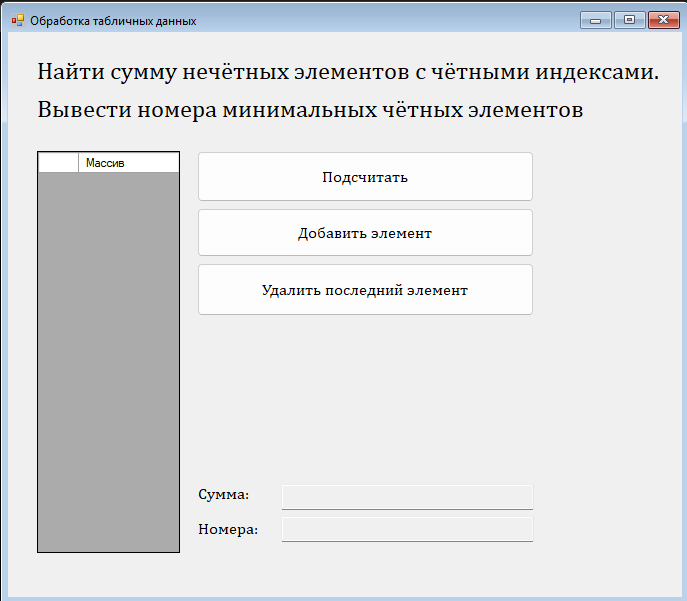 Обработка табличных данных
Найти сумму нечётных элементов с чётными индексами.
Вывести номера минимальных чётных элементов
Массив
Подсчитать
Добавить элемент
Удалить последний элемент
Сумма:
Номера: